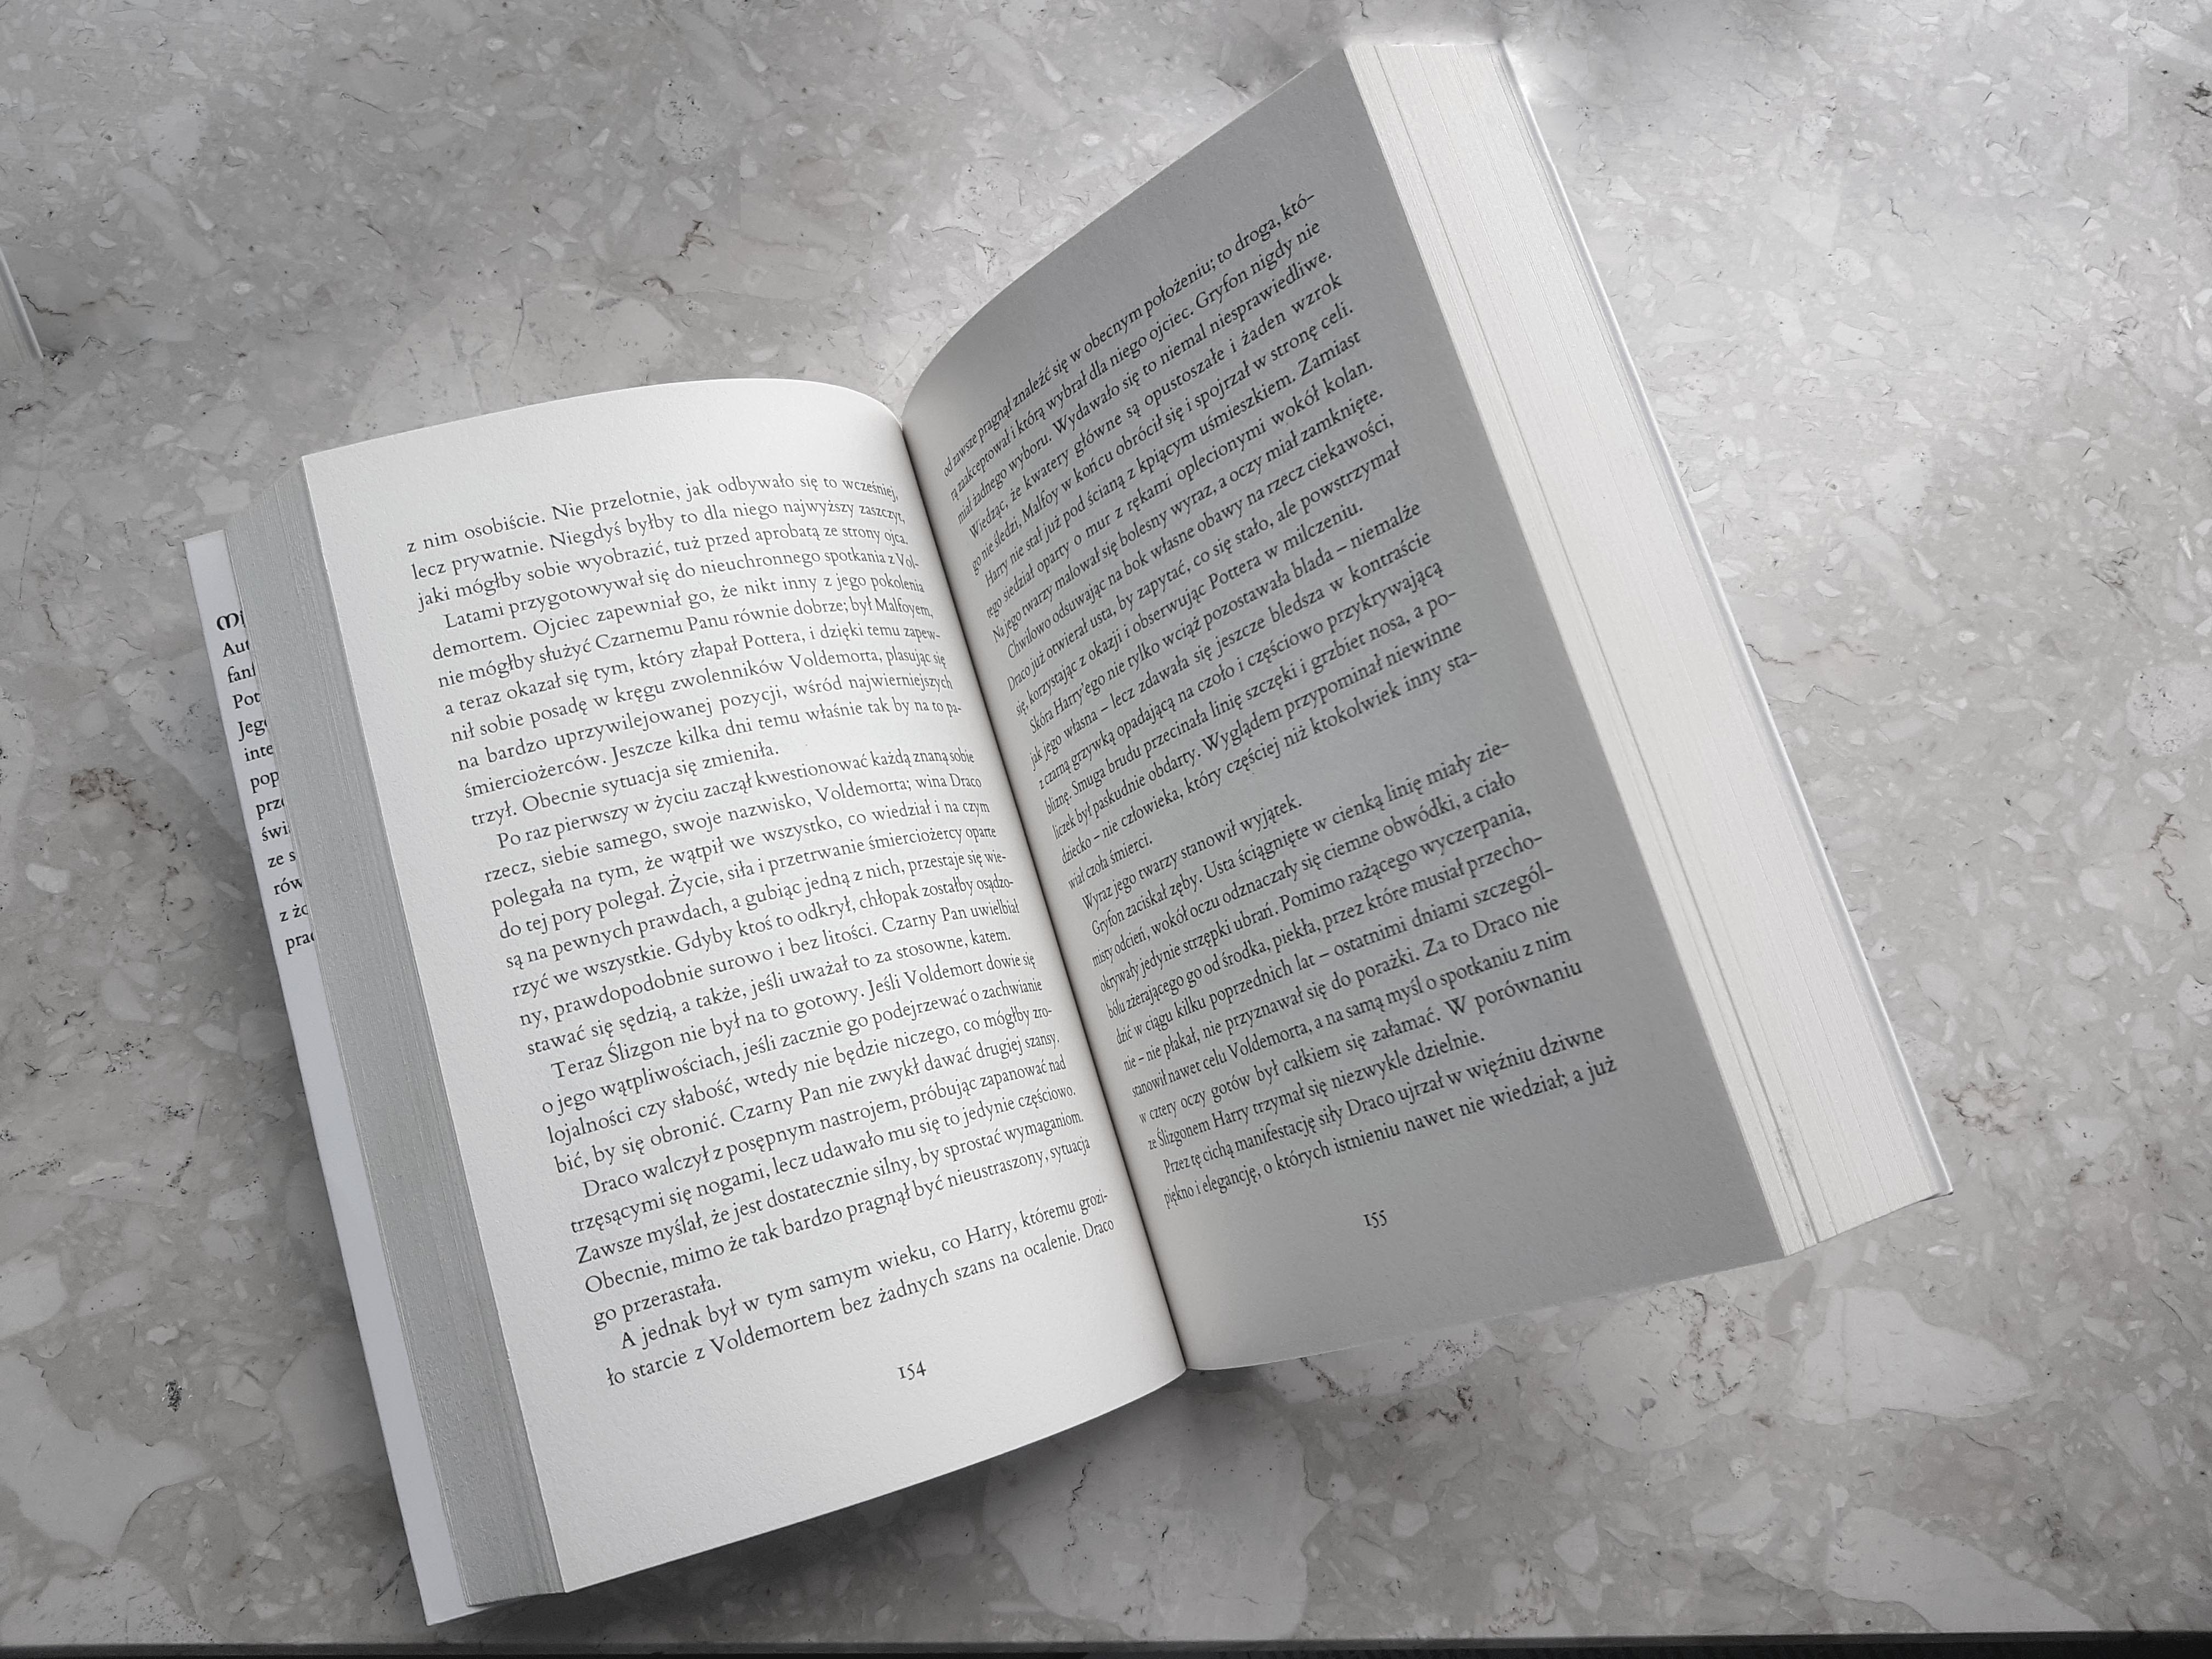 Aut
fanf
Pot
Jeg
inte
pop
prz
świ
ze s
rów
z żo
prac
z nim osobiście. Nie przelotnie, jak odbywało się to wcześniej,
lecz prywatnie. Niegdyś byłby to dla niego najwyższy zaszczyt,
jaki mógłby sobie wyobrazić, tuż przed aprobatą ze strony ojca.
Latami przygotowywał się do nieuchronnego spotkania z Vol-
demortem. Ojciec zapewniał go, że nikt inny z jego pokolenia
nie mógłby służyć Czarnemu Panu równie dobrze; był Malfoyem,
a teraz okazał się tym, który złapał Pottera, i dzięki temu zapew-
nił sobie posadę w kręgu zwolenników Voldemorta, plasując się
na bardzo uprzywilejowanej pozycji, wśród najwierniejszych
śmierciożerców. Jeszcze kilka dni temu właśnie tak by na to pa-
trzył. Obecnie sytuacja się zmieniła.
Po raz pierwszy w życiu zaczął kwestionować każdą znaną sobie
rzecz, siebie samego, swoje nazwisko, Voldemorta; wina Draco
polegała na tym, że wątpił we wszystko, co wiedział i na czym
do tej pory polegał. Życie, siła i przetrwanie śmierciożercy oparte
są na pewnych prawdach, a gubiąc jedną z nich, przestaje się wie-
rzyć we wszystkie. Gdyby ktoś to odkrył, chłopak zostałby osądzo-
ny, prawdopodobnie surowo i bez litości. Czarny Pan uwielbiał
stawać się sędzią, a także, jeśli uważał to za stosowne, katem.
Teraz Ślizgon nie był na to gotowy. Jeśli Voldemort dowie się
o jego wątpliwościach, jeśli zacznie go podejrzewać o zachwianie
lojalności czy słabość, wtedy nie będzie niczego, co mógłby zro-
bić, by się obronić. Czarny Pan nie zwykł dawać drugiej szansy.
Draco walczył z posępnym nastrojem, próbując zapanować nad
trzęsącymi się nogami, lecz udawało mu się to jedynie częściowo.
Zawsze myślał, że jest dostatecznie silny, by sprostać wymaganiom.
Obecnie, mimo że tak bardzo pragnął być nieustraszony, sytuacja
go przerastała.
A jednak był w tym samym wieku, co Harry, któremu grozi-
ło starcie z Voldemortem bez żadnych szans na ocalenie. Draco
154
od zawsze pragnął znaleźć się w obecnym położeniu; to droga, któ-
rą zaakceptował i którą wybrał dla niego ojciec. Gryfon nigdy nie
miał żadnego wyboru. Wydawało się to niemal niesprawiedliwe.
Wiedząc, że kwatery główne są opustoszałe i żaden wzrok
go nie śledzi, Malfoy w końcu obrócił się i spojrzał w stronę celi.
Harry nie stał już pod ścianą z kpiącym uśmieszkiem. Zamiast
tego siedział oparty o mur z rękami oplecionymi wokół kolan.
Na jego twarzy malował się bolesny wyraz, a oczy miał zamknięte.
Chwilowo odsuwając na bok własne obawy na rzecz ciekawości,
Draco już otwierał usta, by zapytać, co się stało, ale powstrzymał
się, korzystając z okazji i obserwując Pottera w milczeniu.
Skóra Harry'ego nie tylko wciąż pozostawała blada – niemalże
jak jego własna – lecz zdawała się jeszcze bledsza w kontraście
z czarną grzywką opadającą na czoło i częściowo przykrywającą
bliznę. Smuga brudu przecinała linię szczęki i grzbiet nosa, a po-
liczek był paskudnie obdarty. Wyglądem przypominał niewinne
dziecko – nie człowieka, który częściej niż ktokolwiek inny sta-
wiał czoła śmierci.
Wyraz jego twarzy stanowił wyjątek.
Gryfon zaciskał zęby. Usta ściągnięte w cienką linię miały zie-
misty odcień, wokół oczu odznaczały się ciemne obwódki, a ciało
okrywały jedynie strzępki ubrań. Pomimo rażącego wyczerpania,
bólu zżerającego go od środka, piekła, przez które musiał przecho-
dzić w ciągu kilku poprzednich lat – ostatnimi dniami szczegól-
nie – nie płakał, nie przyznawał się do porażki. Za to Draco nie
stanowił nawet celu Voldemorta, a na samą myśl o spotkaniu z nim
w cztery oczy gotów był całkiem się załamać. W porównaniu
ze Ślizgonem Harry trzymał się niezwykle dzielnie.
Przez tę cichą manifestację siły Draco ujrzał w więźniu dziwne
piękno i elegancję, o których istnieniu nawet nie wiedział; a już
155